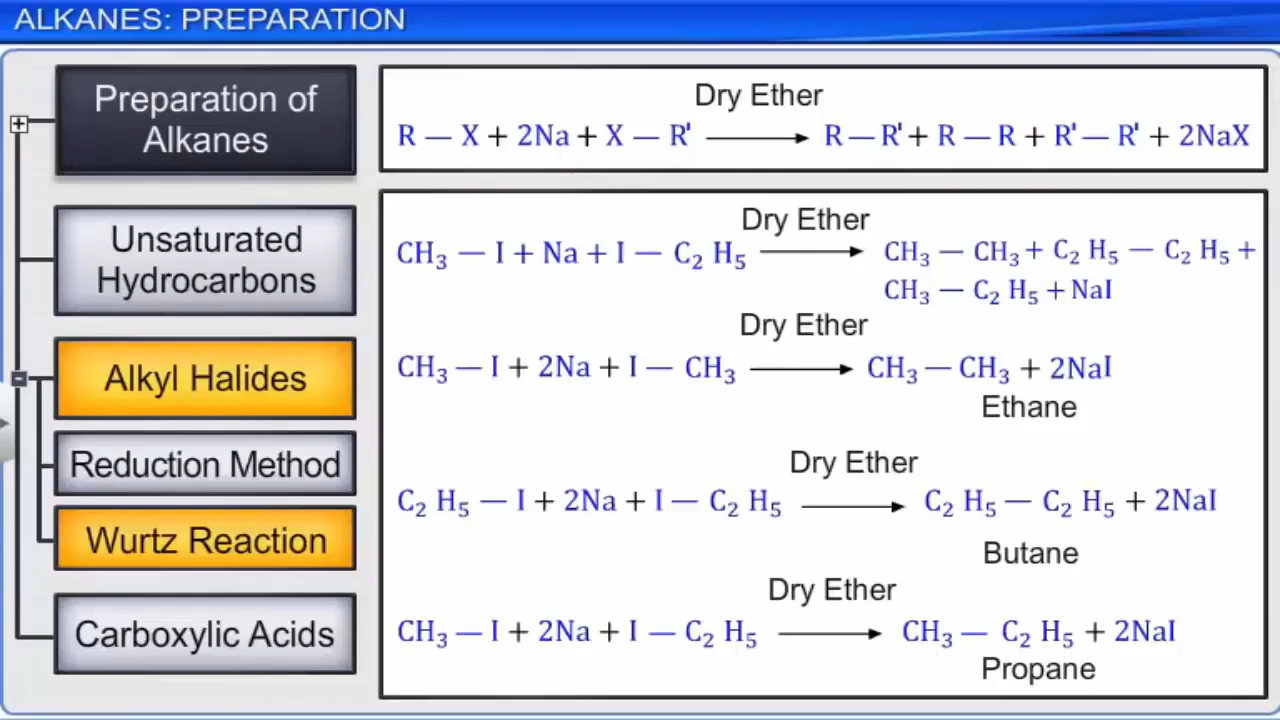 ALKANES: PREPARATION
Preparation of
Alkanes
Unsaturated
Hydrocarbons
Alkyl Halides
Reduction Method
Wurtz Reaction
Carboxylic Acids
Dry Ether
R — X + 2Na + X — R' ⟶ R — R' + R — R + R' — R' + 2NaX
Dry Ether
CH₃ — I + Na + I — C₂ H₅ ⟶ CH₃ — CH₃ + C₂ H₅ — C₂ H₅ +
CH₃ — C₂ H₅ + NaI
Dry Ether
CH₃ — I + 2Na + I — CH₃ ⟶ CH₃ — CH₃ + 2NaI
Ethane
Dry Ether
C₂ H₅ — I + 2Na + I — C₂ H₅ ⟶ C₂ H₅ — C₂ H₅ + 2NaI
Butane
Dry Ether
CH₃ — I + 2Na + I — C₂ H₅ ⟶ CH₃ — C₂ H₅ + 2NaI
Propane